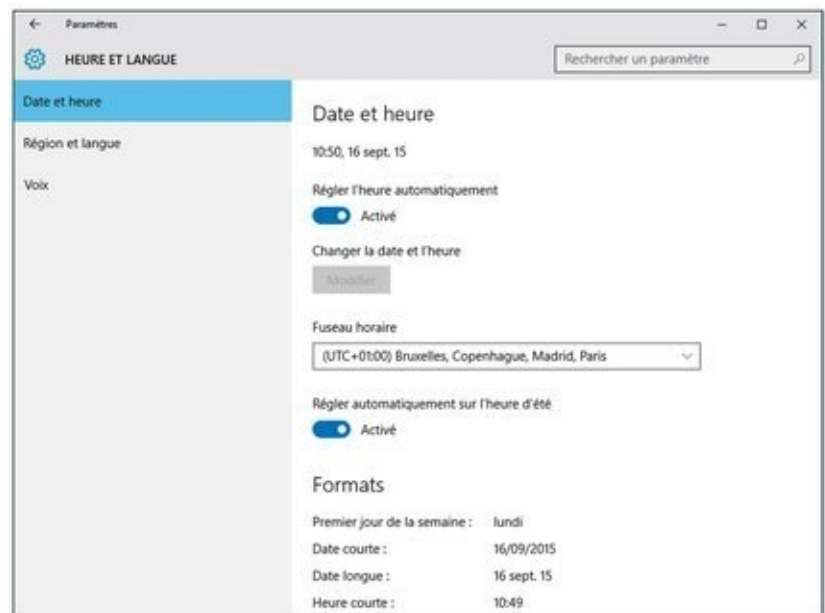 Paramètres
HEURE ET LANGUE
Rechercher un paramètre
Date et heure
Région et langue
Voix
Date et heure
10:50, 16 sept. 15
Régler l'heure automatiquement
Activé
Changer la date et l'heure
Modifier
Fuseau horaire
(UTC+01:00) Bruxelles, Copenhague, Madrid, Paris
Régler automatiquement sur l'heure d'été
Activé
Formats
Premier jour de la semaine : lundi
Date courte : 16/09/2015
Date longue : 16 sept. 15
Heure courte : 10:49